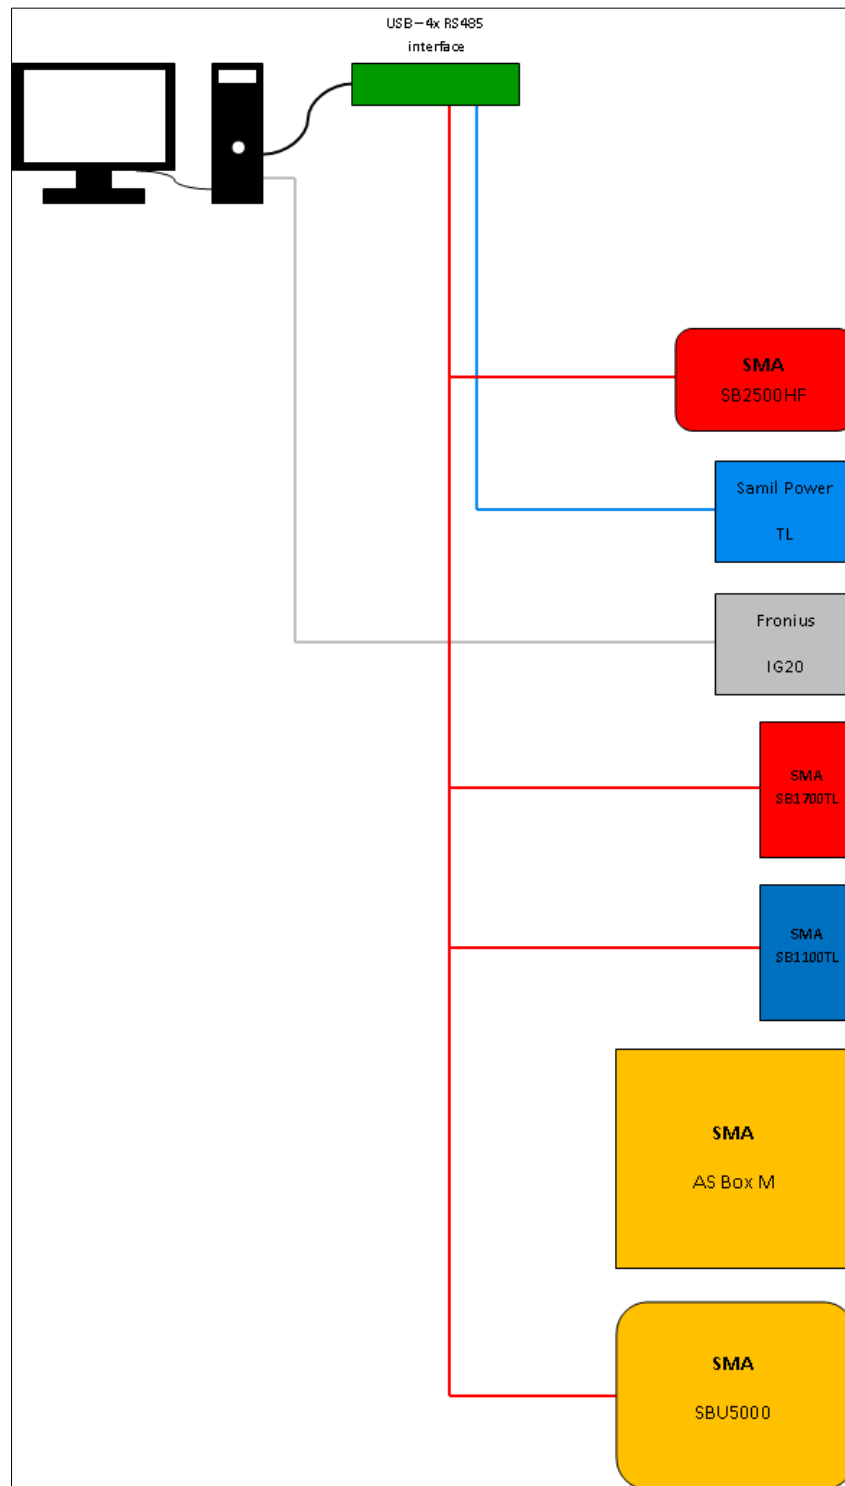 USB-4x RS485
interface
SMA
SB2500HF
Samil Power
TL
Fronius
IG20
SMA
SB1700TL
SMA
SB1100TL
SMA
AS Box M
SMA
SBU5000